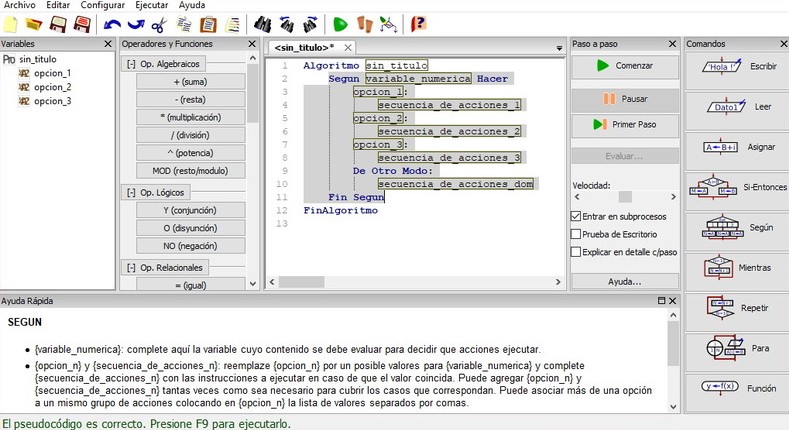 Archivo Editar Configurar Ejecutar Ayuda
Variables
Pro sin_titulo
opcion_1
opcion_2
opcion_3
Operadores y Funciones
[-] Op. Algebraicos
+ (suma)
- (resta)
* (multiplicación)
/ (división)
^ (potencia)
MOD (resto/modulo)
[-] Op. Lógicos
Y (conjunción)
O (disyunción)
NO (negación)
[-] Op. Relacionales
= (igual)
<sin_titulo>*
1 Algoritmo sin_titulo
2 Segun variable_numerica Hacer
3 opcion_1:
4 secuencia_de_acciones_1
5 opcion_2:
6 secuencia_de_acciones_2
7 opcion_3:
8 secuencia_de_acciones_3
9 De Otro Modo:
10 secuencia_de_acciones_dom
11 Fin Segun
12 FinAlgoritmo
13
Paso a paso
Comenzar
Pausar
Primer Paso
Evaluar...
Velocidad:
Entrar en subprocesos
Prueba de Escritorio
Explicar en detalle c/paso
Ayuda...
Comandos
'Hola !' Escribir
Dato1 Leer
A←B+i Asignar
Si-Entonces
Según
Mientras
Repetir
Para
y←f(x) Función
Ayuda Rápida
SEGUN
• {variable_numerica}: complete aquí la variable cuyo contenido se debe evaluar para decidir que acciones ejecutar.
• {opcion_n} y {secuencia_de_acciones_n}: reemplaze {opcion_n} por un posible valores para {variable_numerica} y complete
{secuencia_de_acciones_n} con las instrucciones a ejecutar en caso de que el valor coincida. Puede agregar {opcion_n} y
{secuencia_de_acciones_n} tantas veces como sea necesario para cubrir los casos que correspondan. Puede asociar más de una opción
a un mismo grupo de acciones colocando en {opcion_n} la lista de valores separados por comas.
El pseudocódigo es correcto. Presione F9 para ejecutarlo.